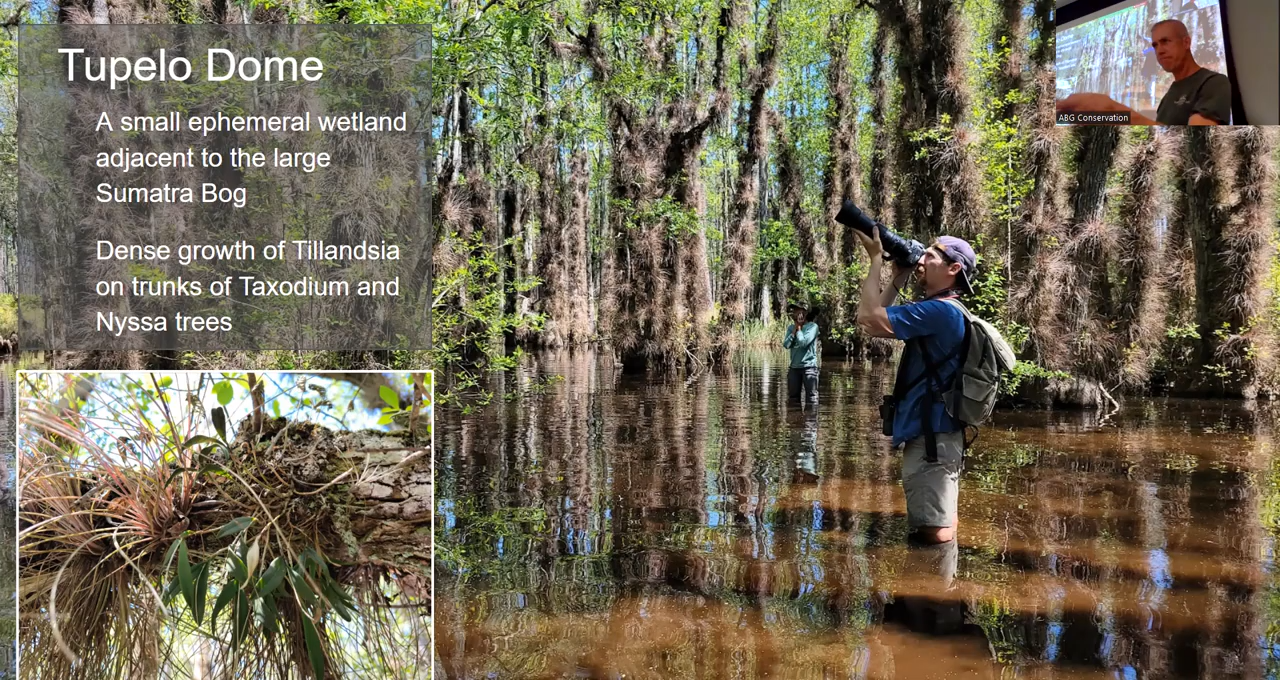 Tupelo Dome
A small ephemeral wetland
adjacent to the large
Sumatra Bog
Dense growth of Tillandsia
on trunks of Taxodium and
Nyssa trees
ABG Conservation